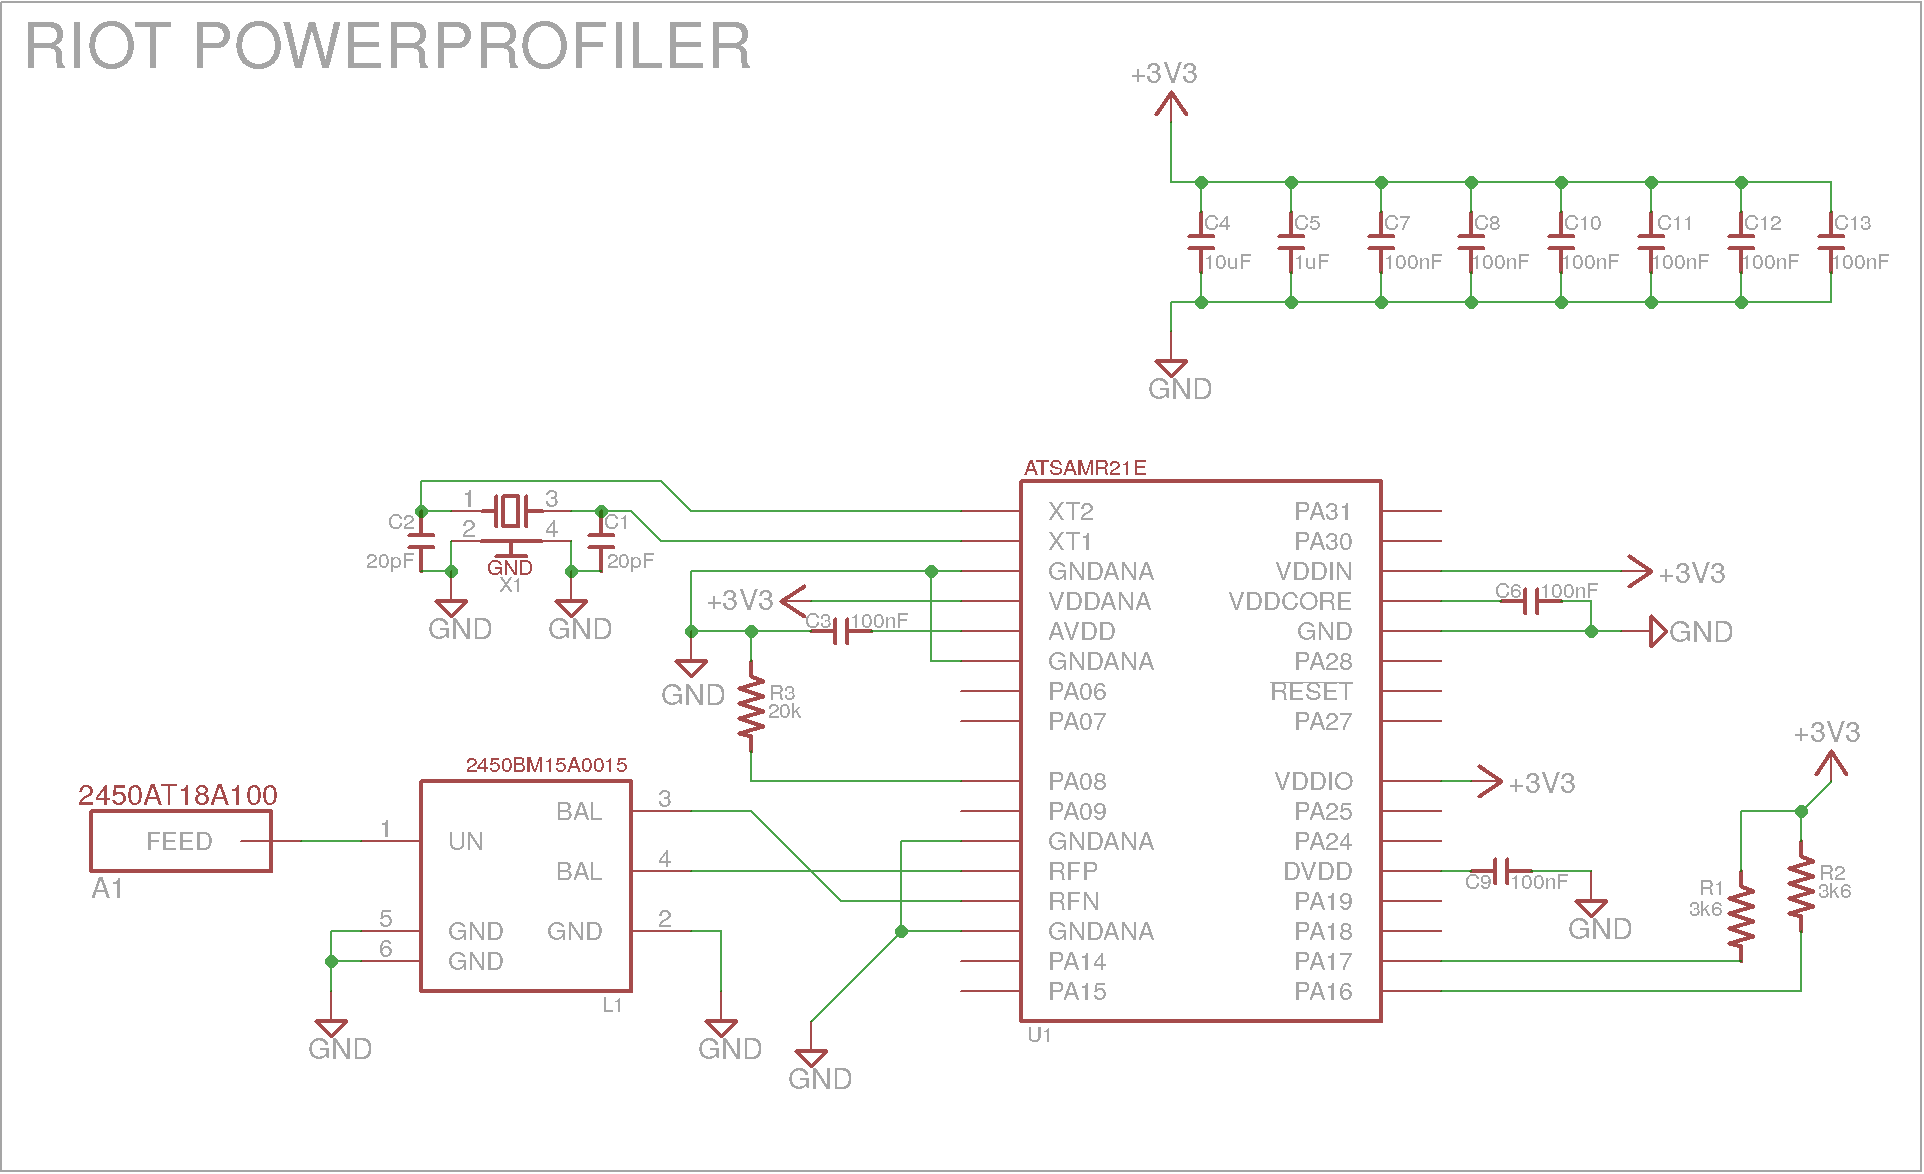 RIOT POWERPROFILER
+3V3
C4
10uF
C5
1uF
C7
100nF
C8
100nF
C10
100nF
C11
100nF
C12
100nF
C13
100nF
GND
1
3
2
4
C2
20pF
C1
20pF
GND
X1
GND
GND
+3V3
C3
100nF
GND
R3
20k
ATSAMR21E
XT2
XT1
GNDANA
VDDANA
AVDD
GNDANA
PA06
PA07
PA08
PA09
GNDANA
RFP
RFN
GNDANA
PA14
PA15
PA31
PA30
VDDIN
VDDCORE
GND
PA28
RESET
PA27
VDDIO
PA25
PA24
DVDD
PA19
PA18
PA17
PA16
U1
+3V3
C6
100nF
GND
+3V3
C9
100nF
GND
+3V3
R1
3k6
R2
3k6
2450AT18A100
FEED
A1
2450BM15A0015
1
UN
BAL
3
BAL
4
5
GND
GND
2
6
GND
L1
GND
GND
GND